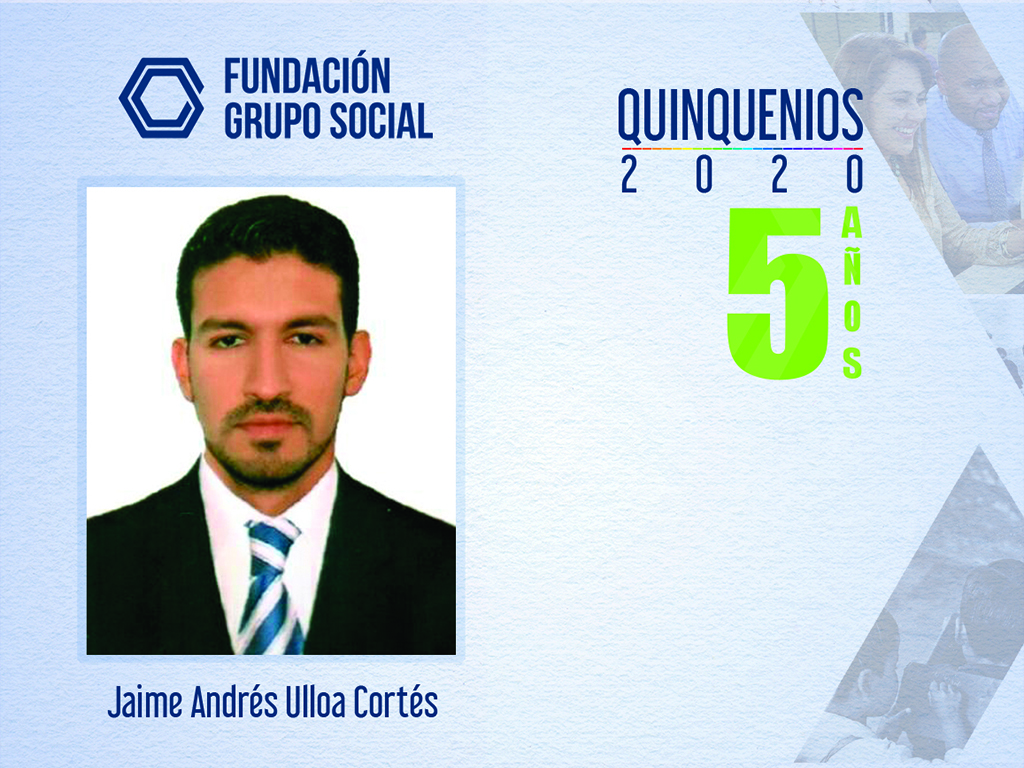 FUNDACIÓN
GRUPO SOCIAL
QUINQUENIOS
2020
5 AÑOS
Jaime Andrés Ulloa Cortés